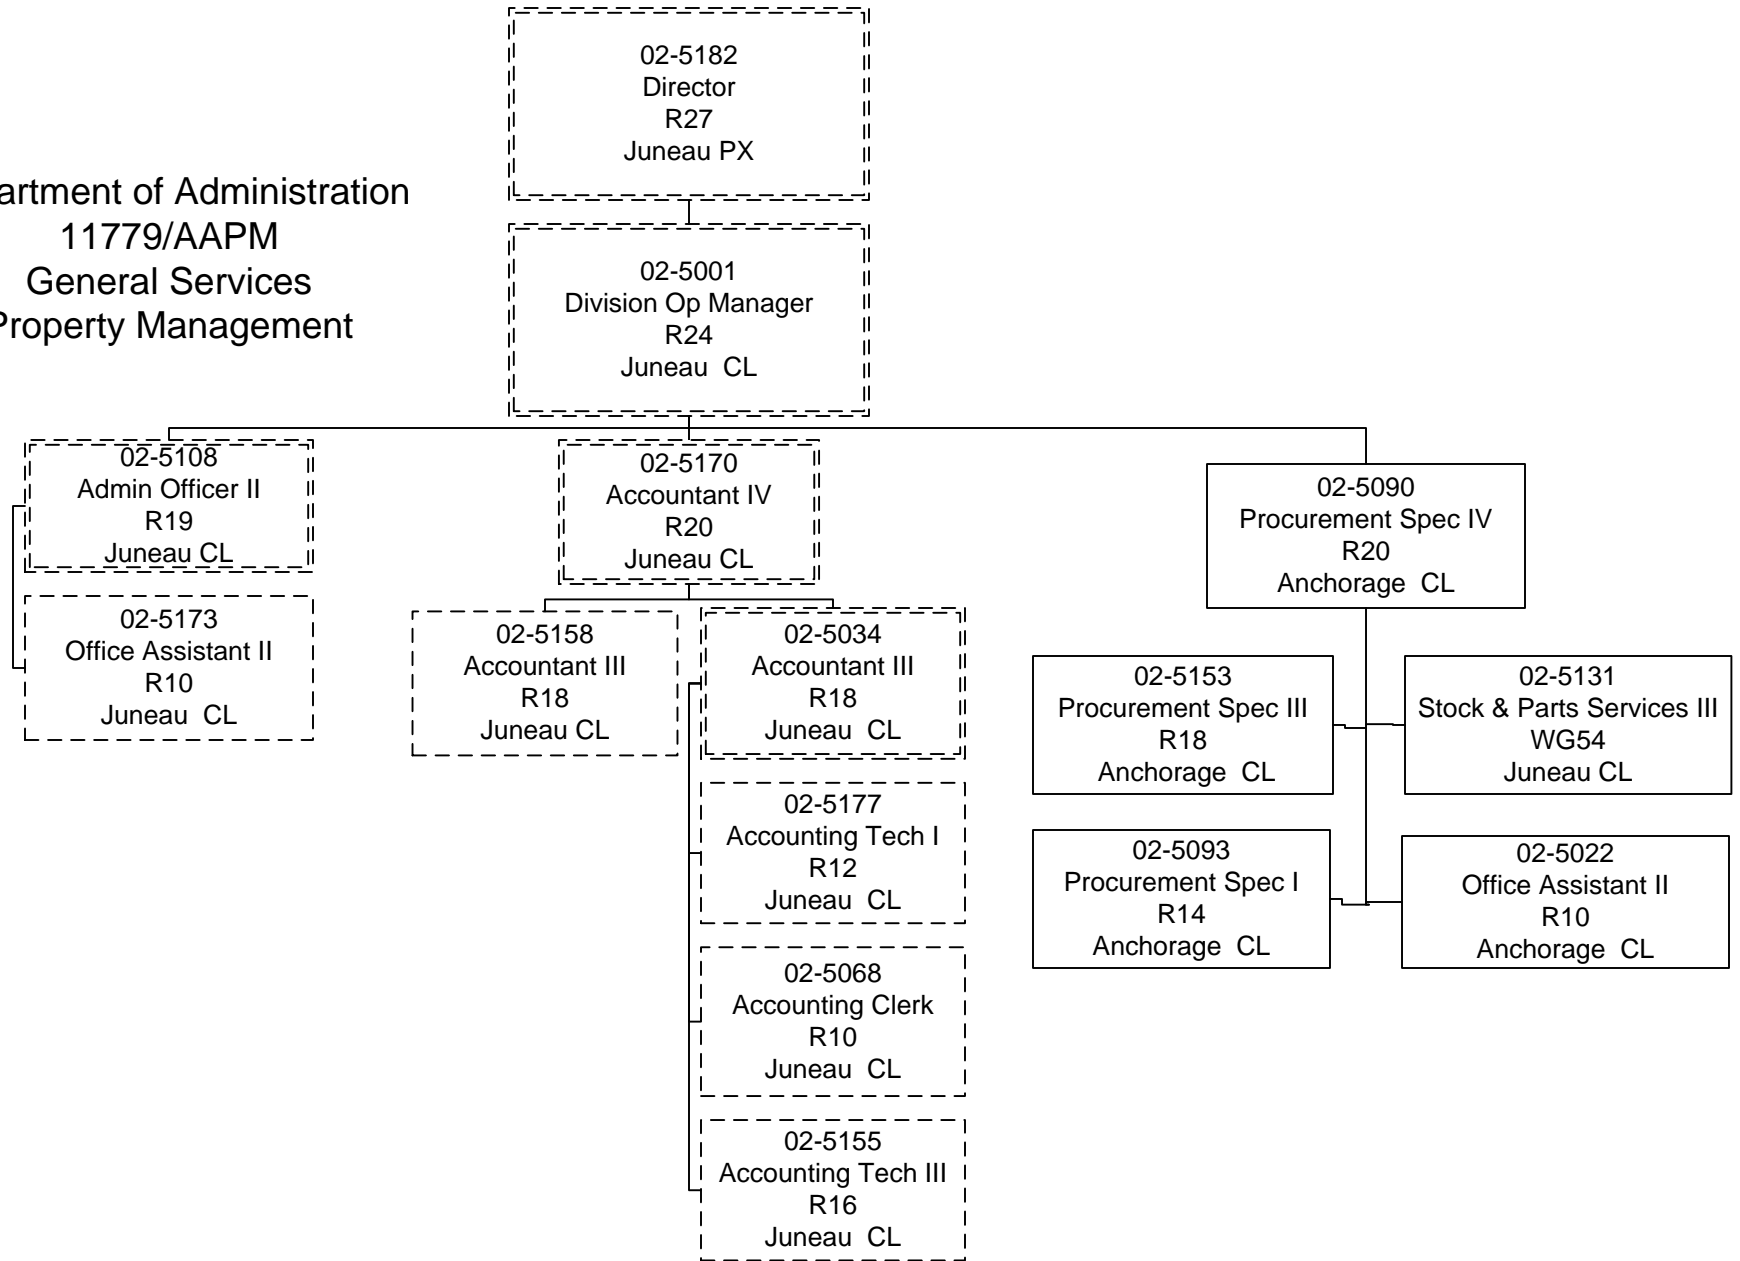 02-5182
Director
R27
Juneau PX
artment of Administration
11779/AAPM
General Services
Property Management
02-5001
Division Op Manager
R24
Juneau CL
02-5108
Admin Officer II
R19
Juneau CL
02-5173
Office Assistant II
R10
Juneau CL
02-5170
Accountant IV
R20
Juneau CL
02-5158
Accountant III
R18
Juneau CL
02-5034
Accountant III
R18
Juneau CL
02-5177
Accounting Tech I
R12
Juneau CL
02-5068
Accounting Clerk
R10
Juneau CL
02-5155
Accounting Tech III
R16
Juneau CL
02-5090
Procurement Spec IV
R20
Anchorage CL
02-5153
Procurement Spec III
R18
Anchorage CL
02-5131
Stock & Parts Services III
WG54
Juneau CL
02-5093
Procurement Spec I
R14
Anchorage CL
02-5022
Office Assistant II
R10
Anchorage CL